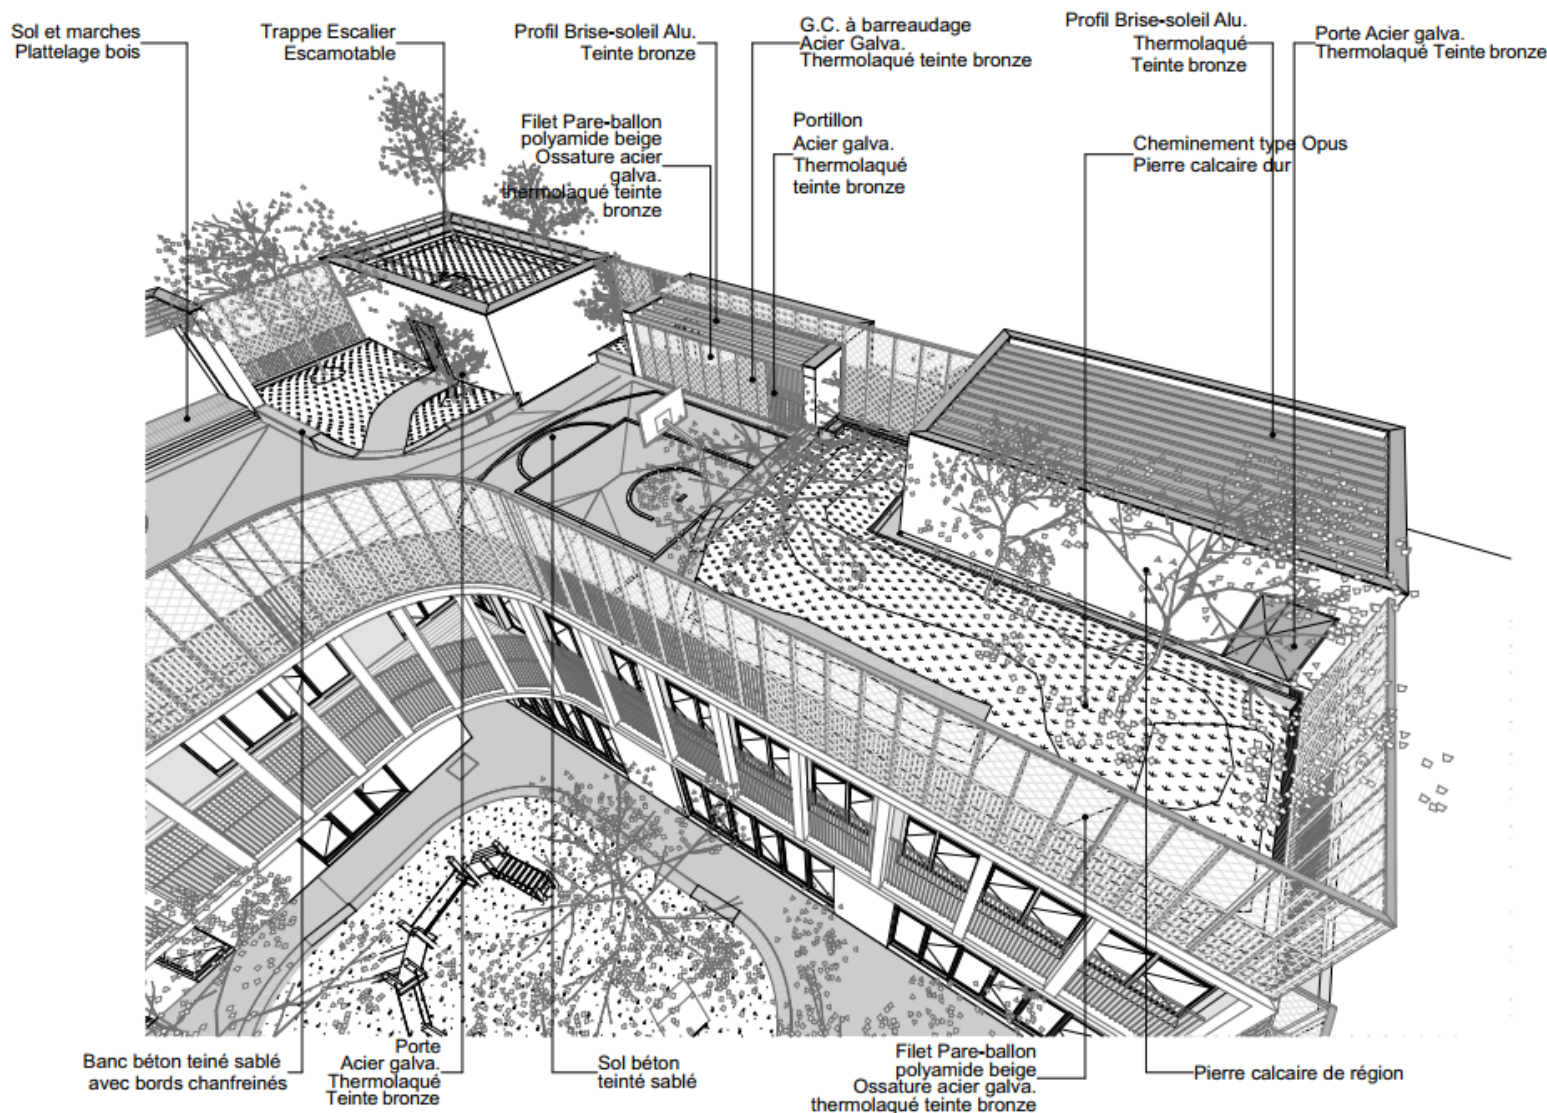 Sol et marches
Plattelage bois
Trappe Escalier
Escamotable
Profil Brise-soleil Alu.
Teinte bronze
G.C. à barreaudage
Acier Galva.
Thermolaqué teinte bronze
Profil Brise-soleil Alu.
Thermolaqué
Teinte bronze
Porte Acier galva.
Thermolaqué Teinte bronze
Filet Pare-ballon
polyamide beige
Ossature acier
galva.
thermolaqué teinte
bronze
Portillon
Acier galva.
Thermolaqué
teinte bronze
Cheminement type Opus
Pierre calcaire dur
Banc béton teiné sablé
avec bords chanfreinés
Porte
Acier galva.
Thermolaqué
Teinte bronze
Sol béton
teinté sablé
Filet Pare-ballon
polyamide beige
Ossature acier galva.
thermolaqué teinte bronze
Pierre calcaire de région